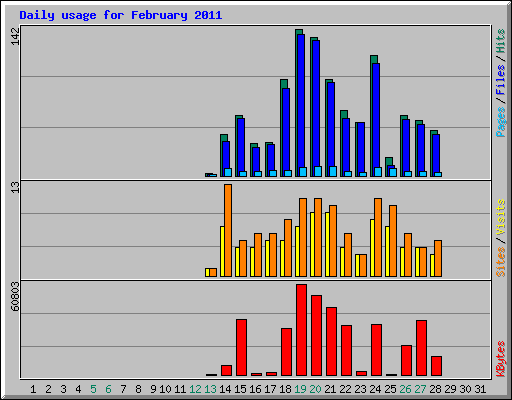 Daily usage for February 2011
142
Pages / Files / Hits
13
Sites / Visits
60803
KBytes
1 2 3 4 5 6 7 8 9 10 11 12 13 14 15 16 17 18 19 20 21 22 23 24 25 26 27 28 29 30 31